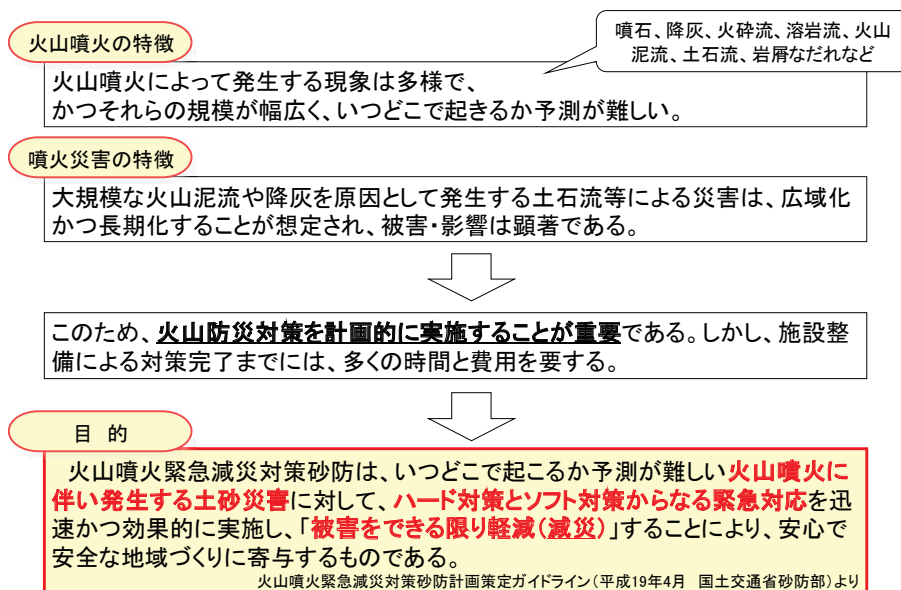 火山噴火の特徴
噴石、降灰、火砕流、溶岩流、火山
泥流、土石流、岩屑なだれなど
火山噴火によって発生する現象は多様で、
かつそれらの規模が幅広く、いつどこで起きるか予測が難しい。
噴火災害の特徴
大規模な火山泥流や降灰を原因として発生する土石流等による災害は、広域化
かつ長期化することが想定され、被害・影響は顕著である。
このため、火山防災対策を計画的に実施することが重要である。しかし、施設整
備による対策完了までには、多くの時間と費用を要する。
目 的
火山噴火緊急減災対策砂防は、いつどこで起こるか予測が難しい火山噴火に
伴い発生する土砂災害に対して、ハード対策とソフト対策からなる緊急対応を迅
速かつ効果的に実施し、「被害をできる限り軽減(減災)」することにより、安心で
安全な地域づくりに寄与するものである。
火山噴火緊急減災対策砂防計画策定ガイドライン(平成19年4月 国土交通省砂防部)より